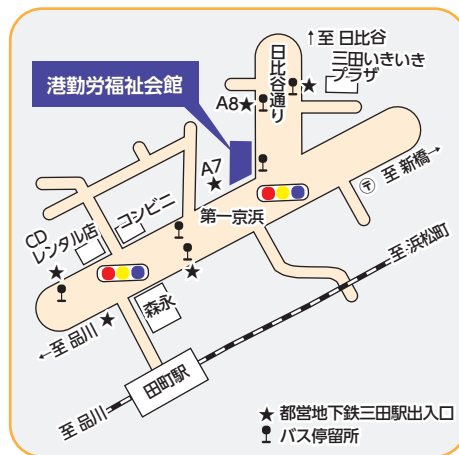 ↑至 日比谷
日比谷通り
三田いきいき
プラザ
港勤労福祉会館
A8★
A7
★
〒 至 新橋→
コンビニ
第一京浜
CD
レンタル店
至 浜松町
森永
←至 品川
田町駅
至 品川
★ 都営地下鉄三田駅出入口
バス停留所